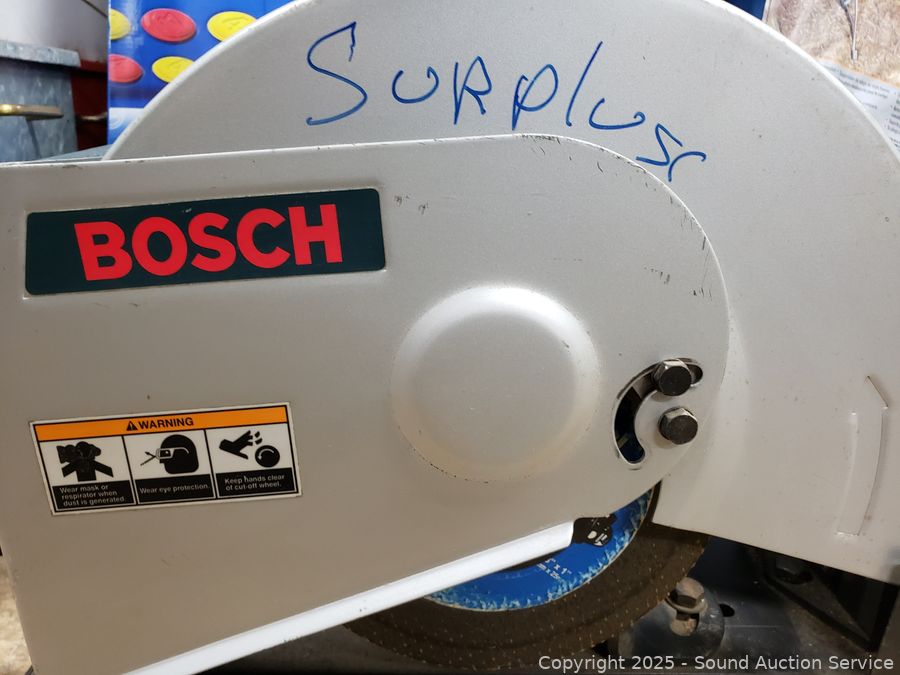 SURPlus
BOSCH
WARNING
Wear mask or
respirator when
dust is generated.
Wear eye protection.
Keep hands clear
of cut-off wheel.
Copyright 2025 - Sound Auction Service